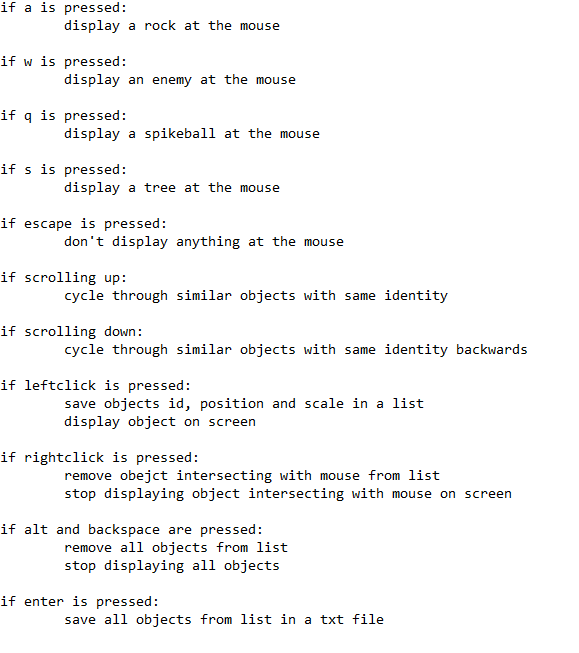 if a is pressed:
display a rock at the mouse
if w is pressed:
display an enemy at the mouse
if q is pressed:
display a spikeball at the mouse
if s is pressed:
display a tree at the mouse
if escape is pressed:
don't display anything at the mouse
if scrolling up:
cycle through similar objects with same identity
if scrolling down:
cycle through similar objects with same identity backwards
if leftclick is pressed:
save objects id, position and scale in a list
display object on screen
if rightclick is pressed:
remove obejct intersecting with mouse from list
stop displaying object intersecting with mouse on screen
if alt and backspace are pressed:
remove all objects from list
stop displaying all objects
if enter is pressed:
save all objects from list in a txt file